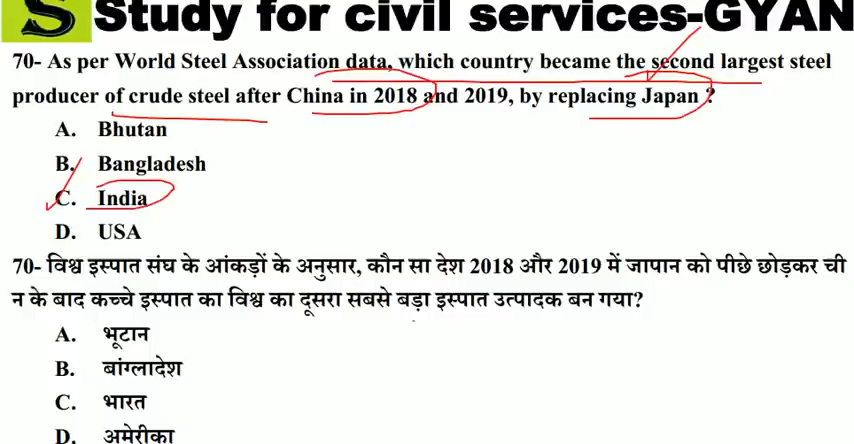 S Study for civil services-GYAN
70- As per World Steel Association data, which country became the second largest steel
producer of crude steel after China in 2018 and 2019, by replacing Japan ?
A. Bhutan
B. Bangladesh
C. India
D. USA
70- विश्व इस्पात संघ के आंकड़ों के अनुसार, कौन सा देश 2018 और 2019 में जापान को पीछे छोड़कर ची
न के बाद कच्चे इस्पात का विश्व का दूसरा सबसे बड़ा इस्पात उत्पादक बन गया?
A. भूटान
B. बांग्लादेश
C. भारत
D. अमेरीका